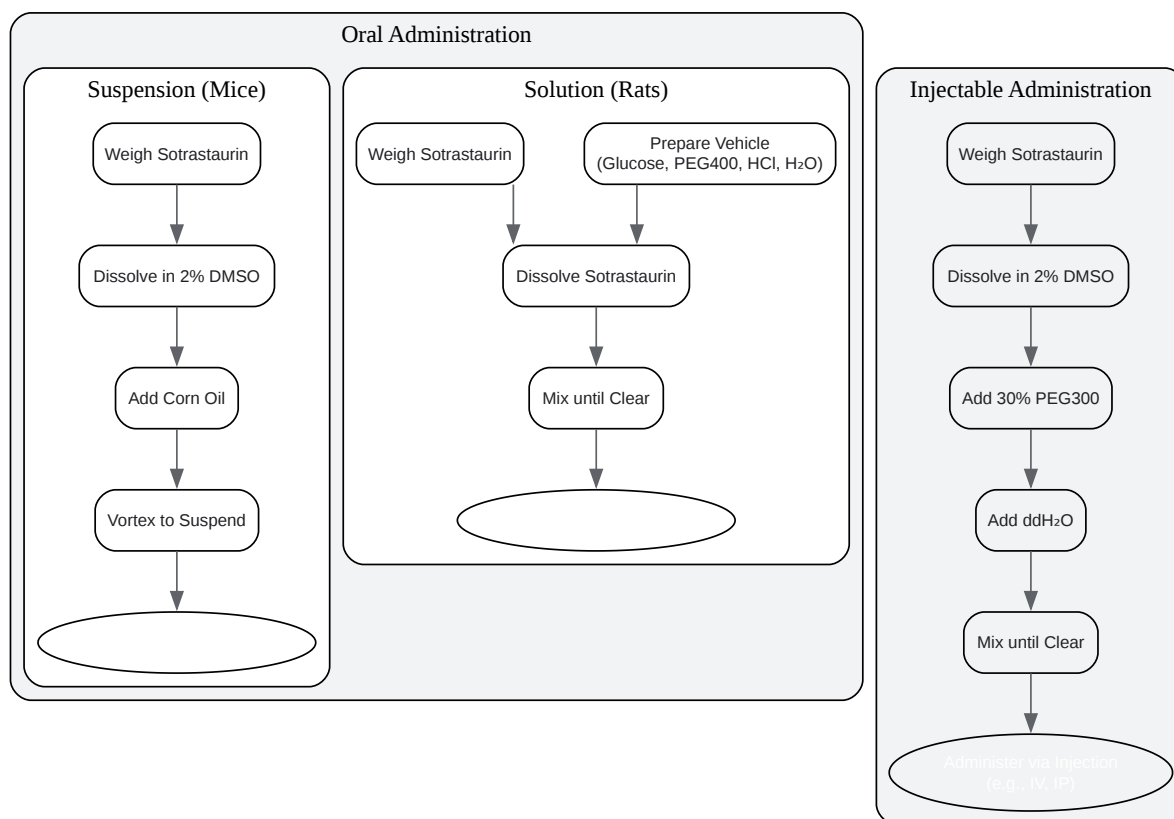 Oral Administration
Suspension (Mice)
Weigh Sotrastaurin
Dissolve in 2% DMSO
Add Corn Oil
Vortex to Suspend
Solution (Rats)
Weigh Sotrastaurin
Prepare Vehicle
(Glucose, PEG400, HCl, H₂O)
Dissolve Sotrastaurin
Mix until Clear
Injectable Administration
Weigh Sotrastaurin
Dissolve in 2% DMSO
Add 30% PEG300
Add ddH₂O
Mix until Clear
Administer via Injection
(e.g., IV, IP)